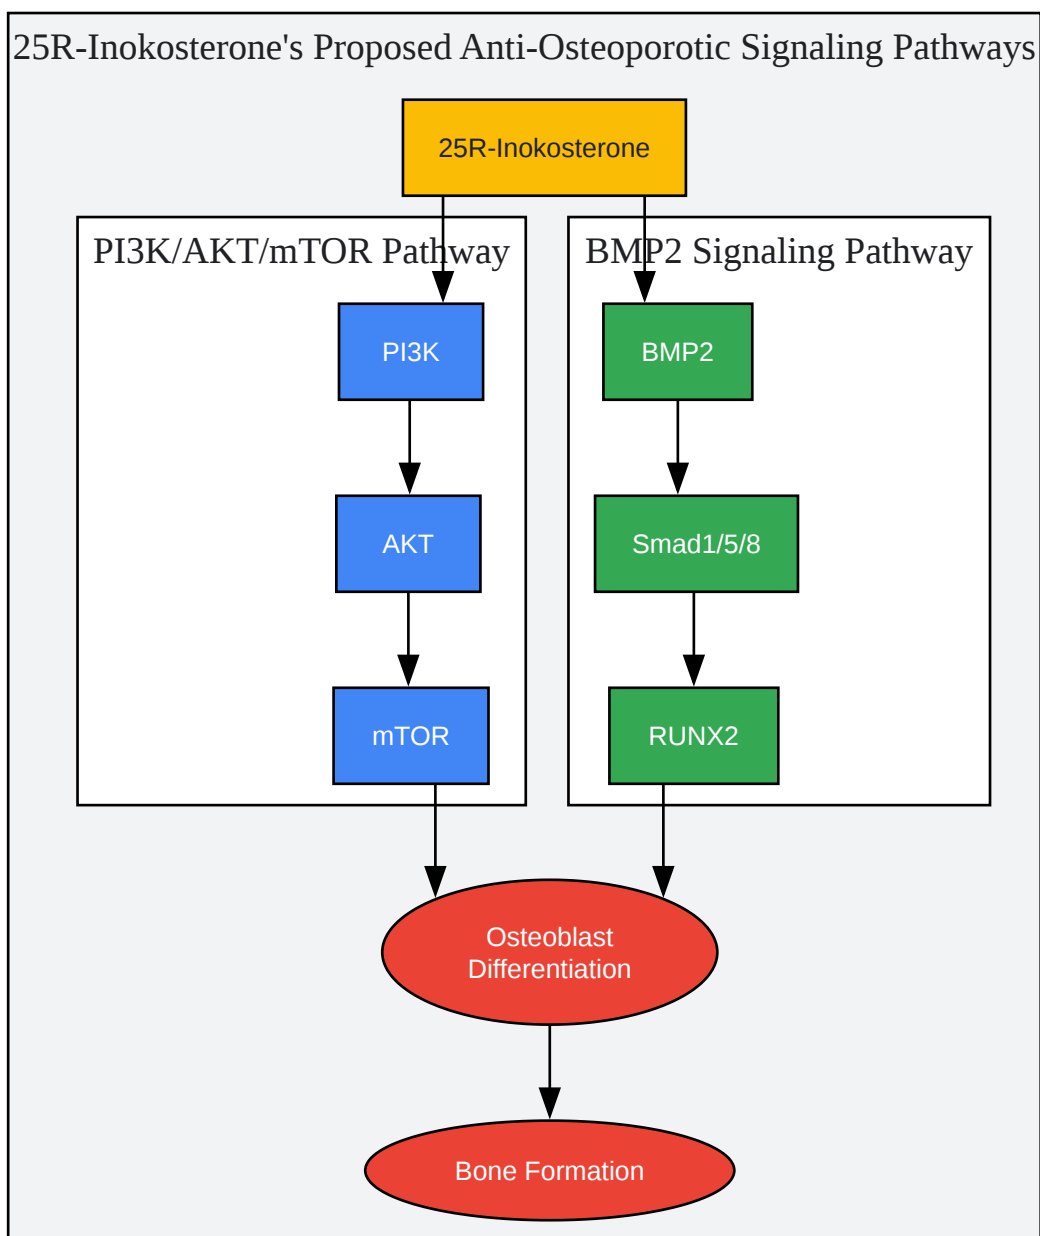 25R-Inokosterone's Proposed Anti-Osteoporotic Signaling Pathways
25R-Inokosterone
PI3K/AKT/mTOR Pathway
BMP2 Signaling Pathway
PI3K
BMP2
AKT
Smad1/5/8
mTOR
RUNX2
Osteoblast
Differentiation
Bone Formation